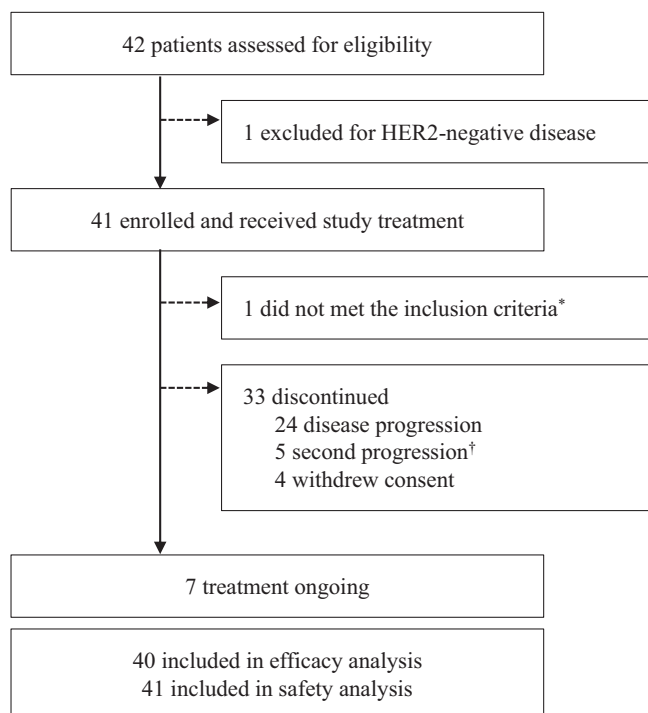 42 patients assessed for eligibility
1 excluded for HER2-negative disease
41 enrolled and received study treatment
1 did not met the inclusion criteria*
33 discontinued
24 disease progression
5 second progression†
4 withdrew consent
7 treatment ongoing
40 included in efficacy analysis
41 included in safety analysis